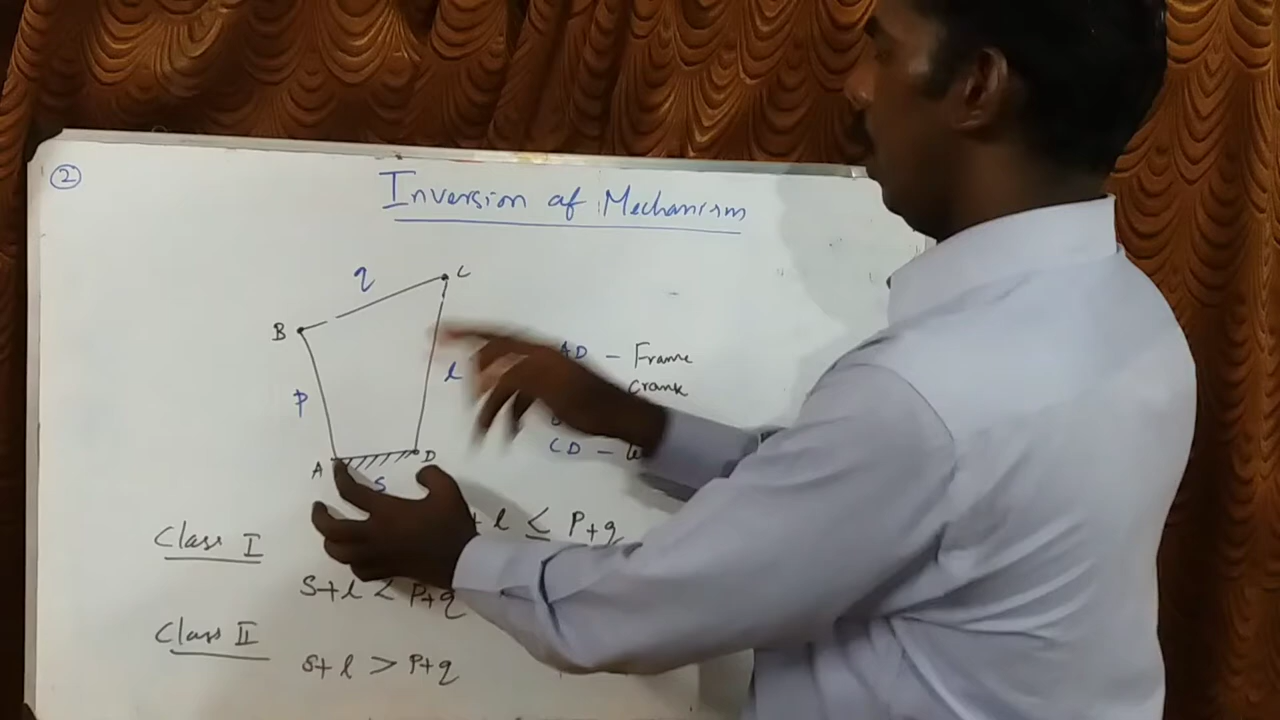 2
Inversion of Mechanism
q
C
B
p
l
A
D
s
AD – Frame
crank
CD –
Class I
+ l ≤ P+q
S+l < P+q
Class II
S+l > P+q